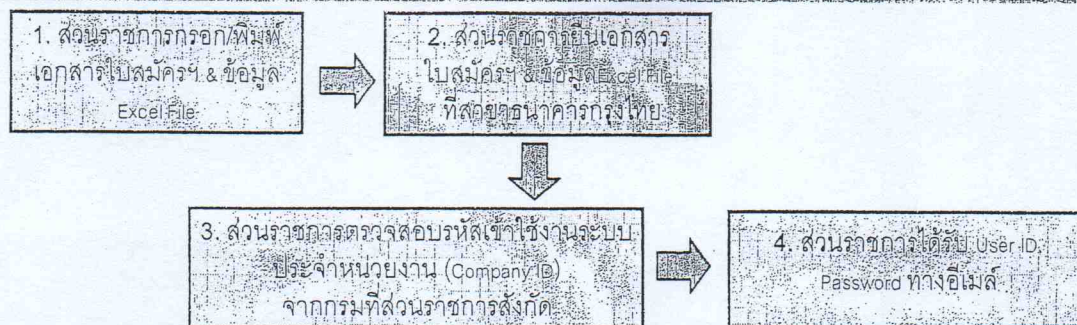 1. ส่วนราชการกรอก/พิมพ์
เอกสารใบสมัครฯ & ข้อมูล
Excel File
2. ส่วนราชการยื่นเอกสาร
ใบสมัครฯ & ข้อมูล Excel File
ที่สาขาธนาคารกรุงไทย
3. ส่วนราชการตรวจสอบรหัสเข้าใช้งานระบบ
ประจำหน่วยงาน (Company ID)
จากกรมที่ส่วนราชการสังกัด
4. ส่วนราชการได้รับ User ID,
Password ทางอีเมล์